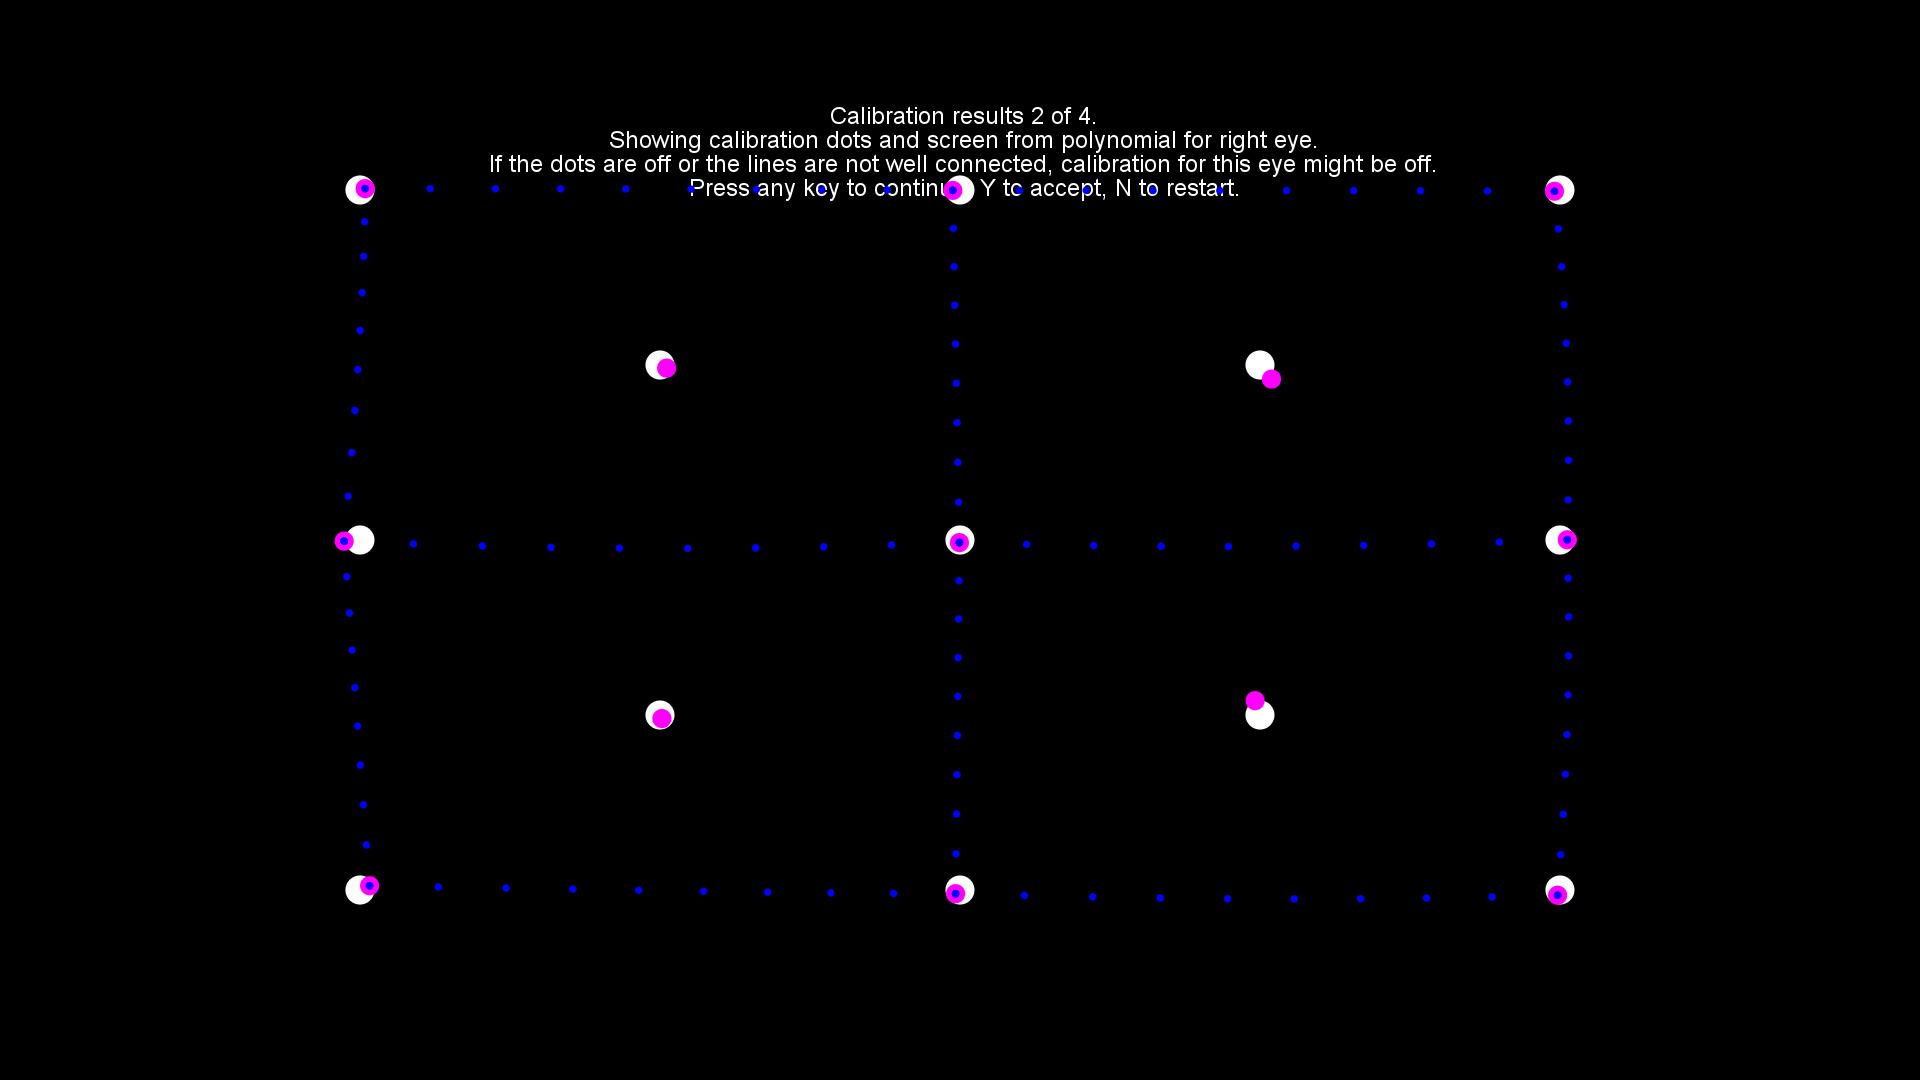 Calibration results 2 of 4.
Showing calibration dots and screen from polynomial for right eye.
If the dots are off or the lines are not well connected, calibration for this eye might be off.
Press any key to continue, Y to accept, N to restart.